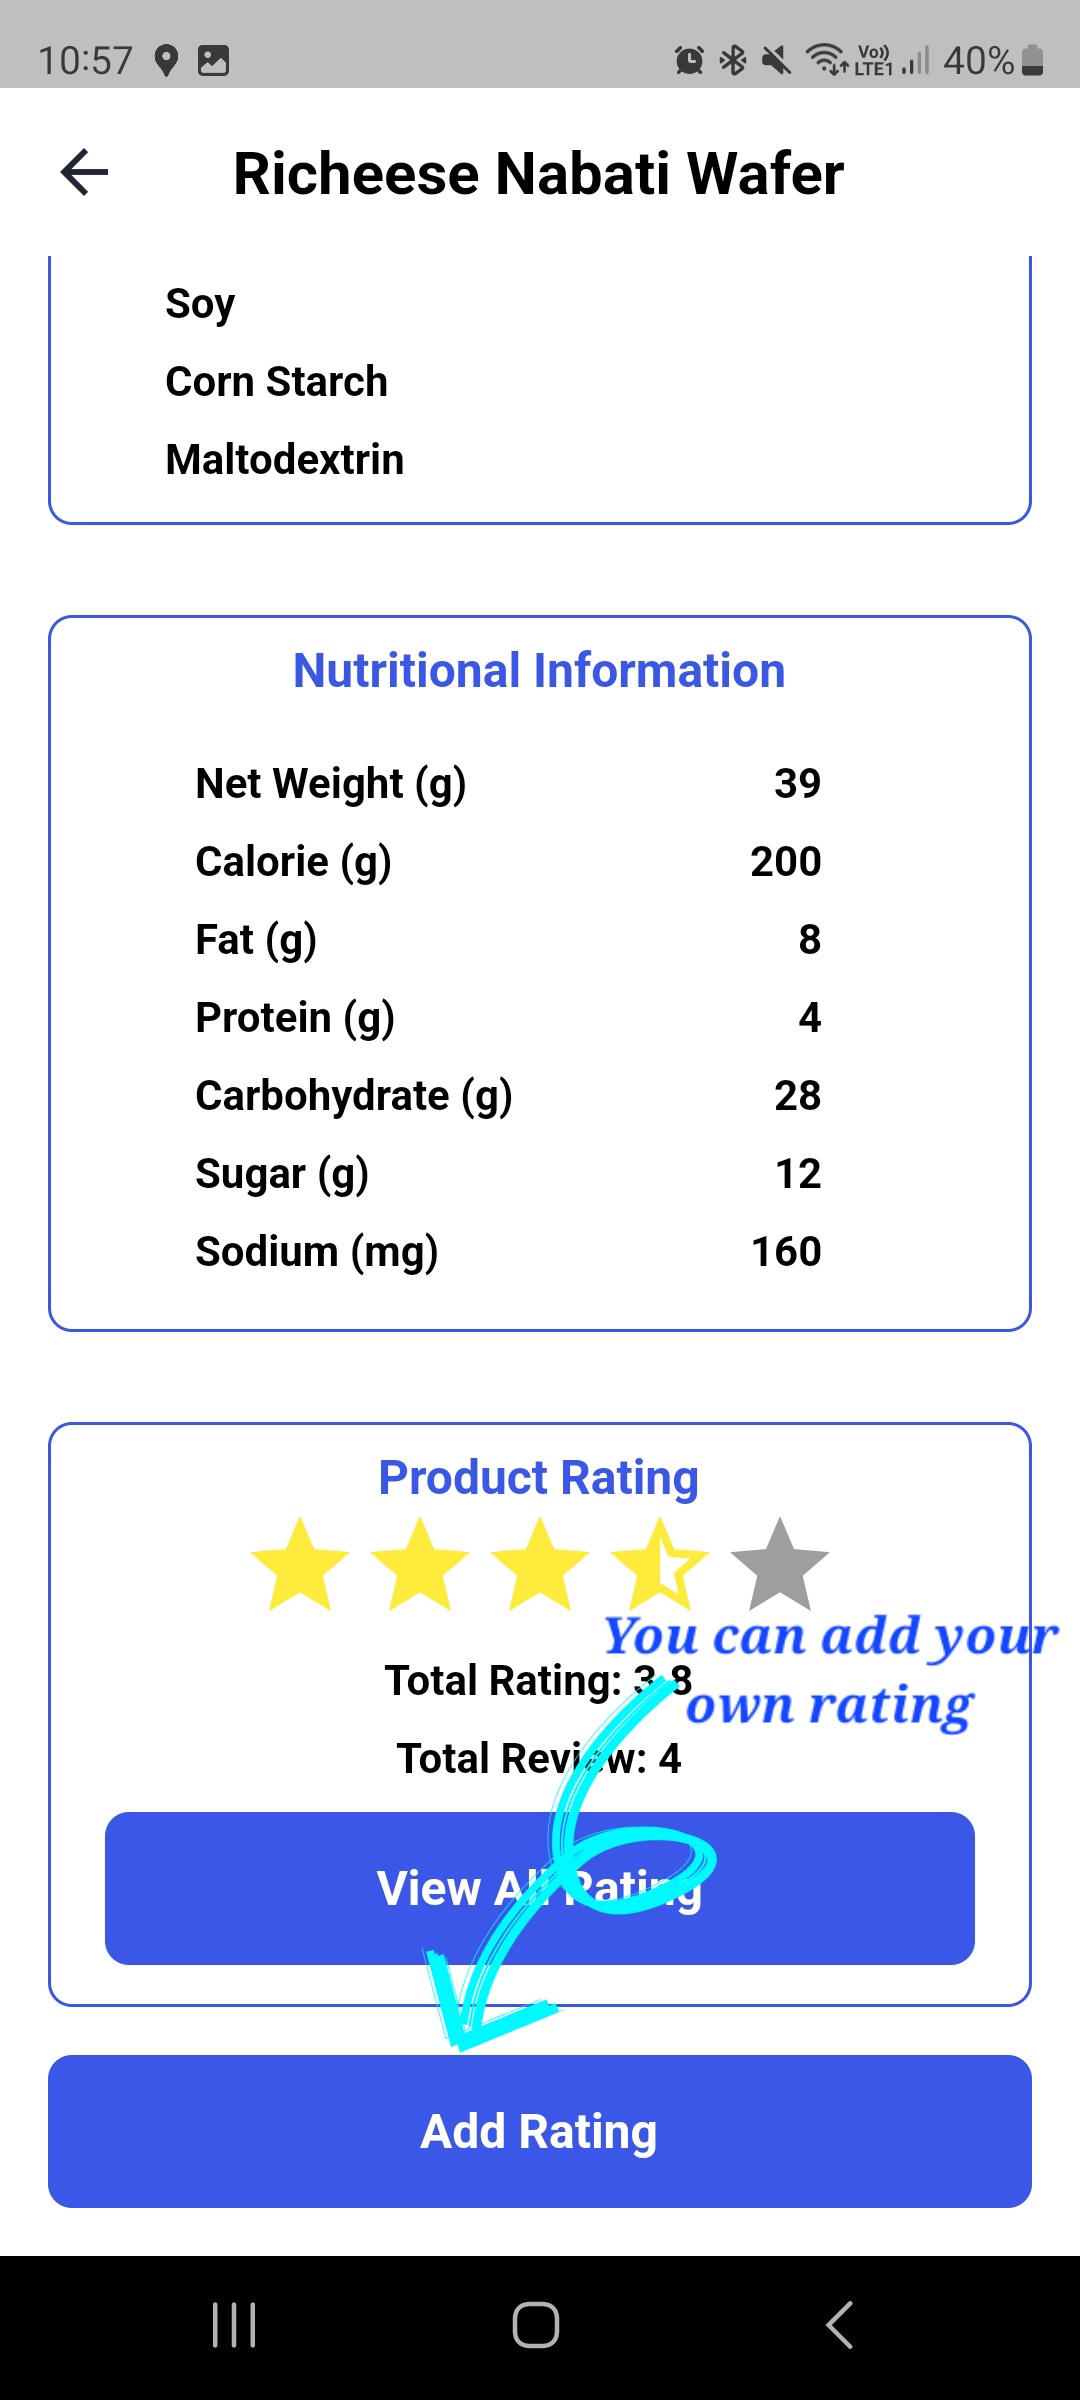 10:57 Vo)) LTE1 40%
Richeese Nabati Wafer
Soy
Corn Starch
Maltodextrin
Nutritional Information
Net Weight (g) 39
Calorie (g) 200
Fat (g) 8
Protein (g) 4
Carbohydrate (g) 28
Sugar (g) 12
Sodium (mg) 160
Product Rating
You can add your
own rating
Total Rating: 3.8
Total Review: 4
View All Rating
Add Rating